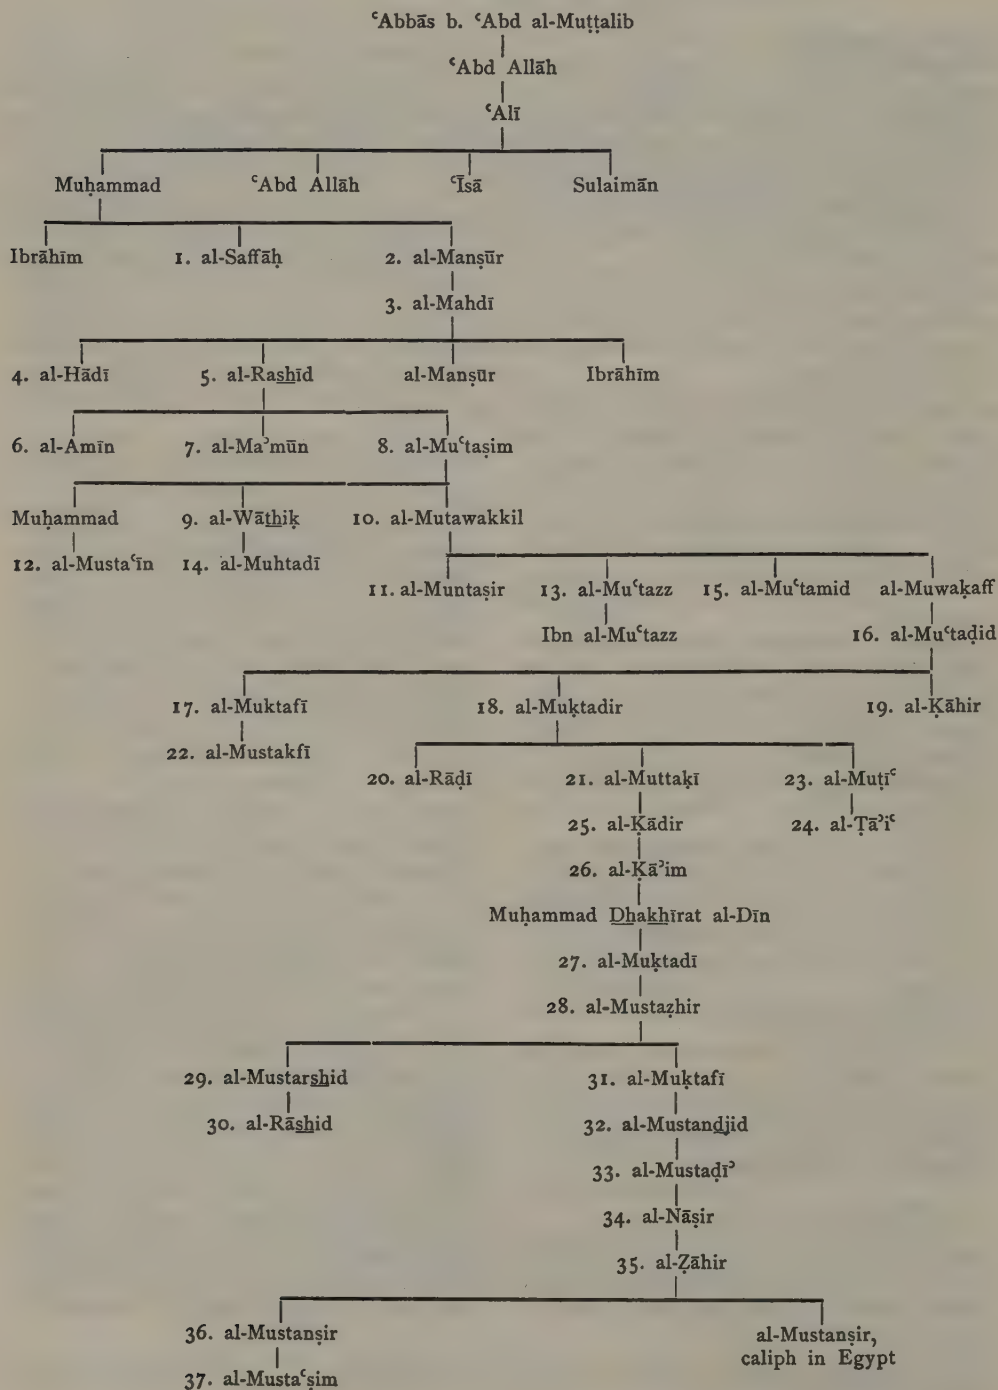 ʿAbbās b. ʿAbd al-Muṭṭalib
ʿAbd Allāh
ʿAlī
Muḥammad ʿAbd Allāh ʿĪsā Sulaimān
Ibrāhīm 1. al-Saffāḥ 2. al-Manṣūr
3. al-Mahdī
4. al-Hādī 5. al-Rashīd al-Manṣūr Ibrāhīm
6. al-Amīn 7. al-Maʾmūn 8. al-Muʿtaṣim
Muḥammad 9. al-Wāthiḳ 10. al-Mutawakkil
12. al-Mustaʿīn 14. al-Muhtadī
11. al-Muntaṣir 13. al-Muʿtazz 15. al-Muʿtamid al-Muwaḳaff
Ibn al-Muʿtazz 16. al-Muʿtaḍid
17. al-Muktafī 18. al-Muḳtadir 19. al-Ḳāhir
22. al-Mustakfī
20. al-Rāḍī 21. al-Muttaḳī 23. al-Muṭīʿ
25. al-Ḳādir 24. al-Ṭāʾiʿ
26. al-Ḳāʾim
Muḥammad Dhakhīrat al-Dīn
27. al-Muḳtadī
28. al-Mustaẓhir
29. al-Mustarshid 31. al-Muḳtafī
30. al-Rāshid 32. al-Mustandjid
33. al-Mustaḍīʾ
34. al-Nāṣir
35. al-Ẓāhir
36. al-Mustanṣir al-Mustanṣir,
caliph in Egypt
37. al-Mustaʿṣim